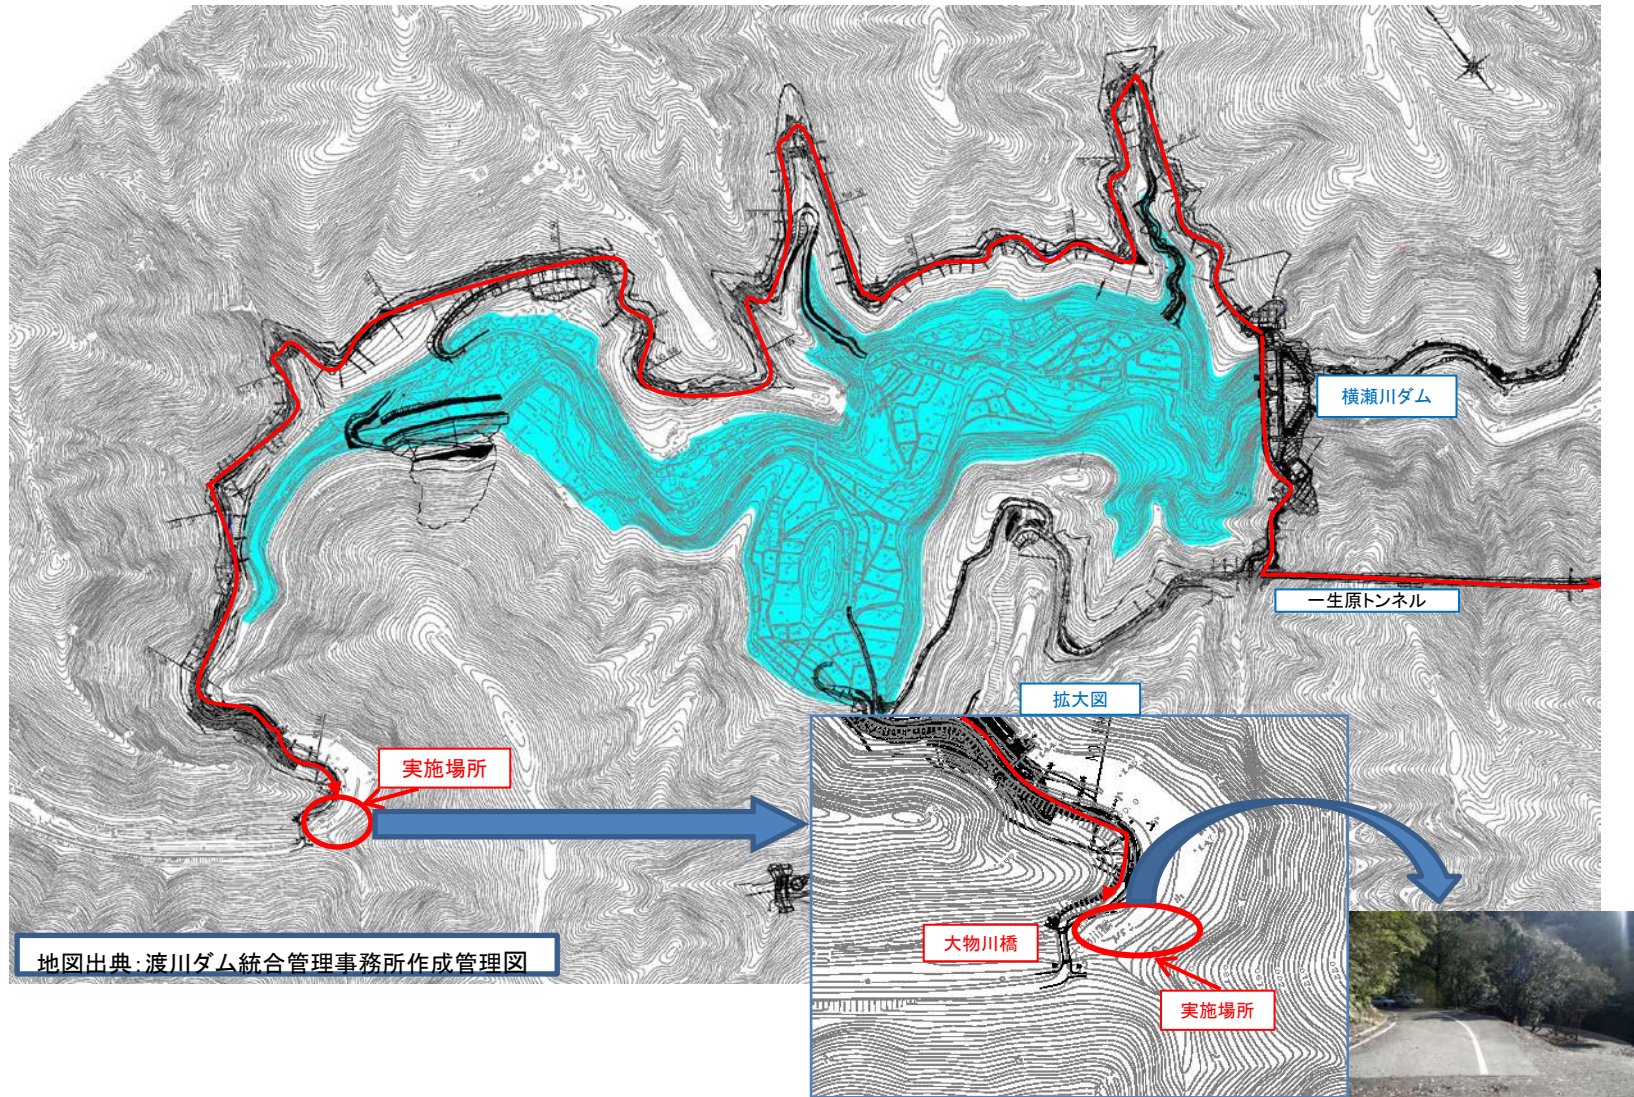 横瀬川ダム
一生原トンネル
拡大図
実施場所
大物川橋
実施場所
地図出典：渡川ダム統合管理事務所作成管理図